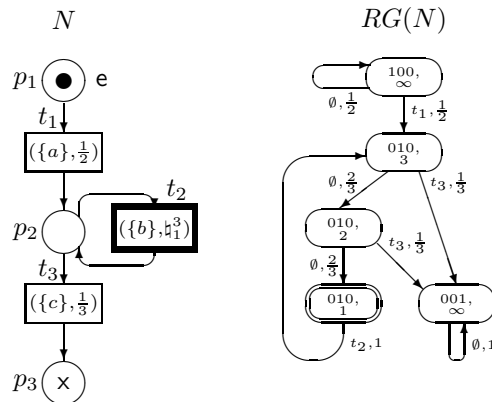 N
p₁
e
t₁
({a},½)
t₂
p₂
({b},♮₁³)
t₃
({c},⅓)
p₃
x
RG(N)
100,
∞
∅,½
t₁,½
010,
3
∅,⅔
t₃,⅓
010,
2
t₃,⅓
∅,⅔
010,
1
001,
∞
t₂,1
∅,1